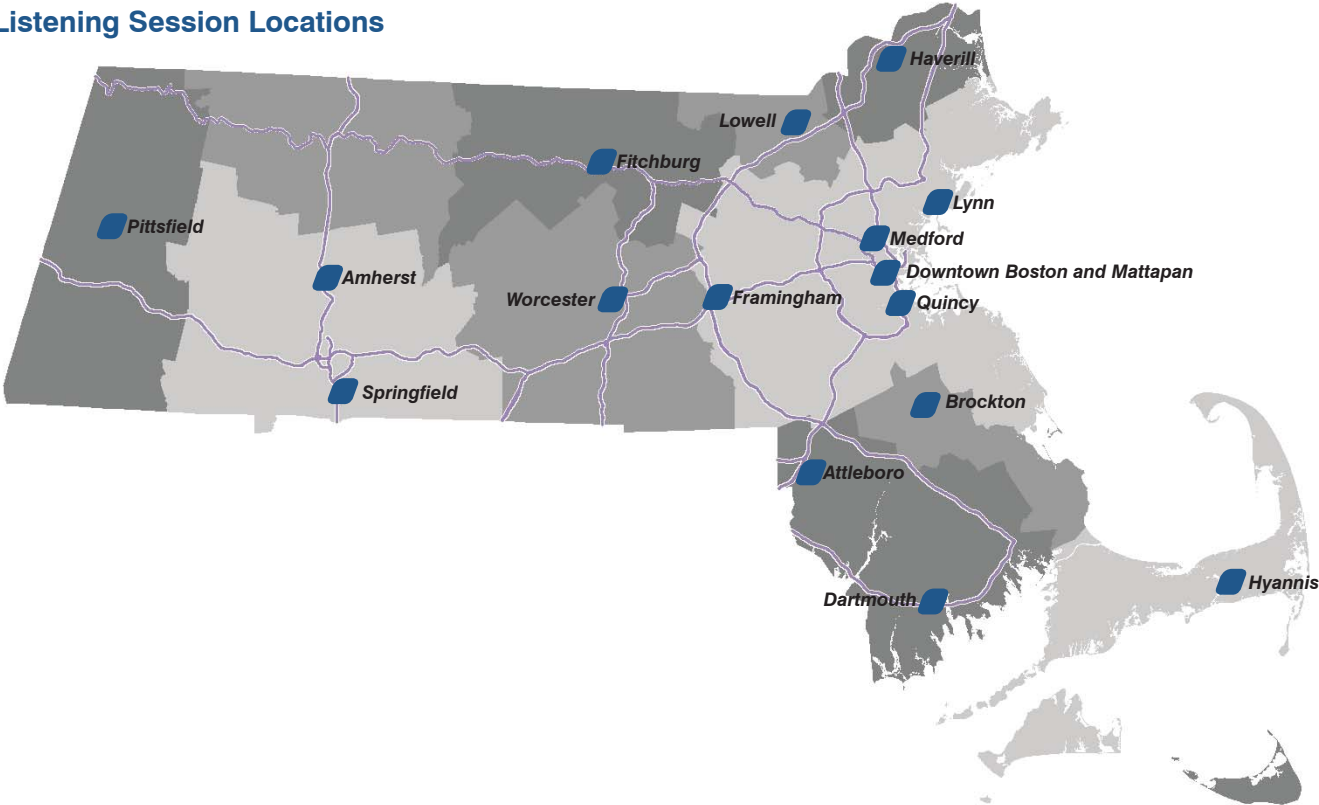 Listening Session Locations
Haverill
Lowell
Fitchburg
Lynn
Pittsfield
Medford
Downtown Boston and Mattapan
Amherst
Worcester
Framingham
Quincy
Springfield
Brockton
Attleboro
Hyannis
Dartmouth